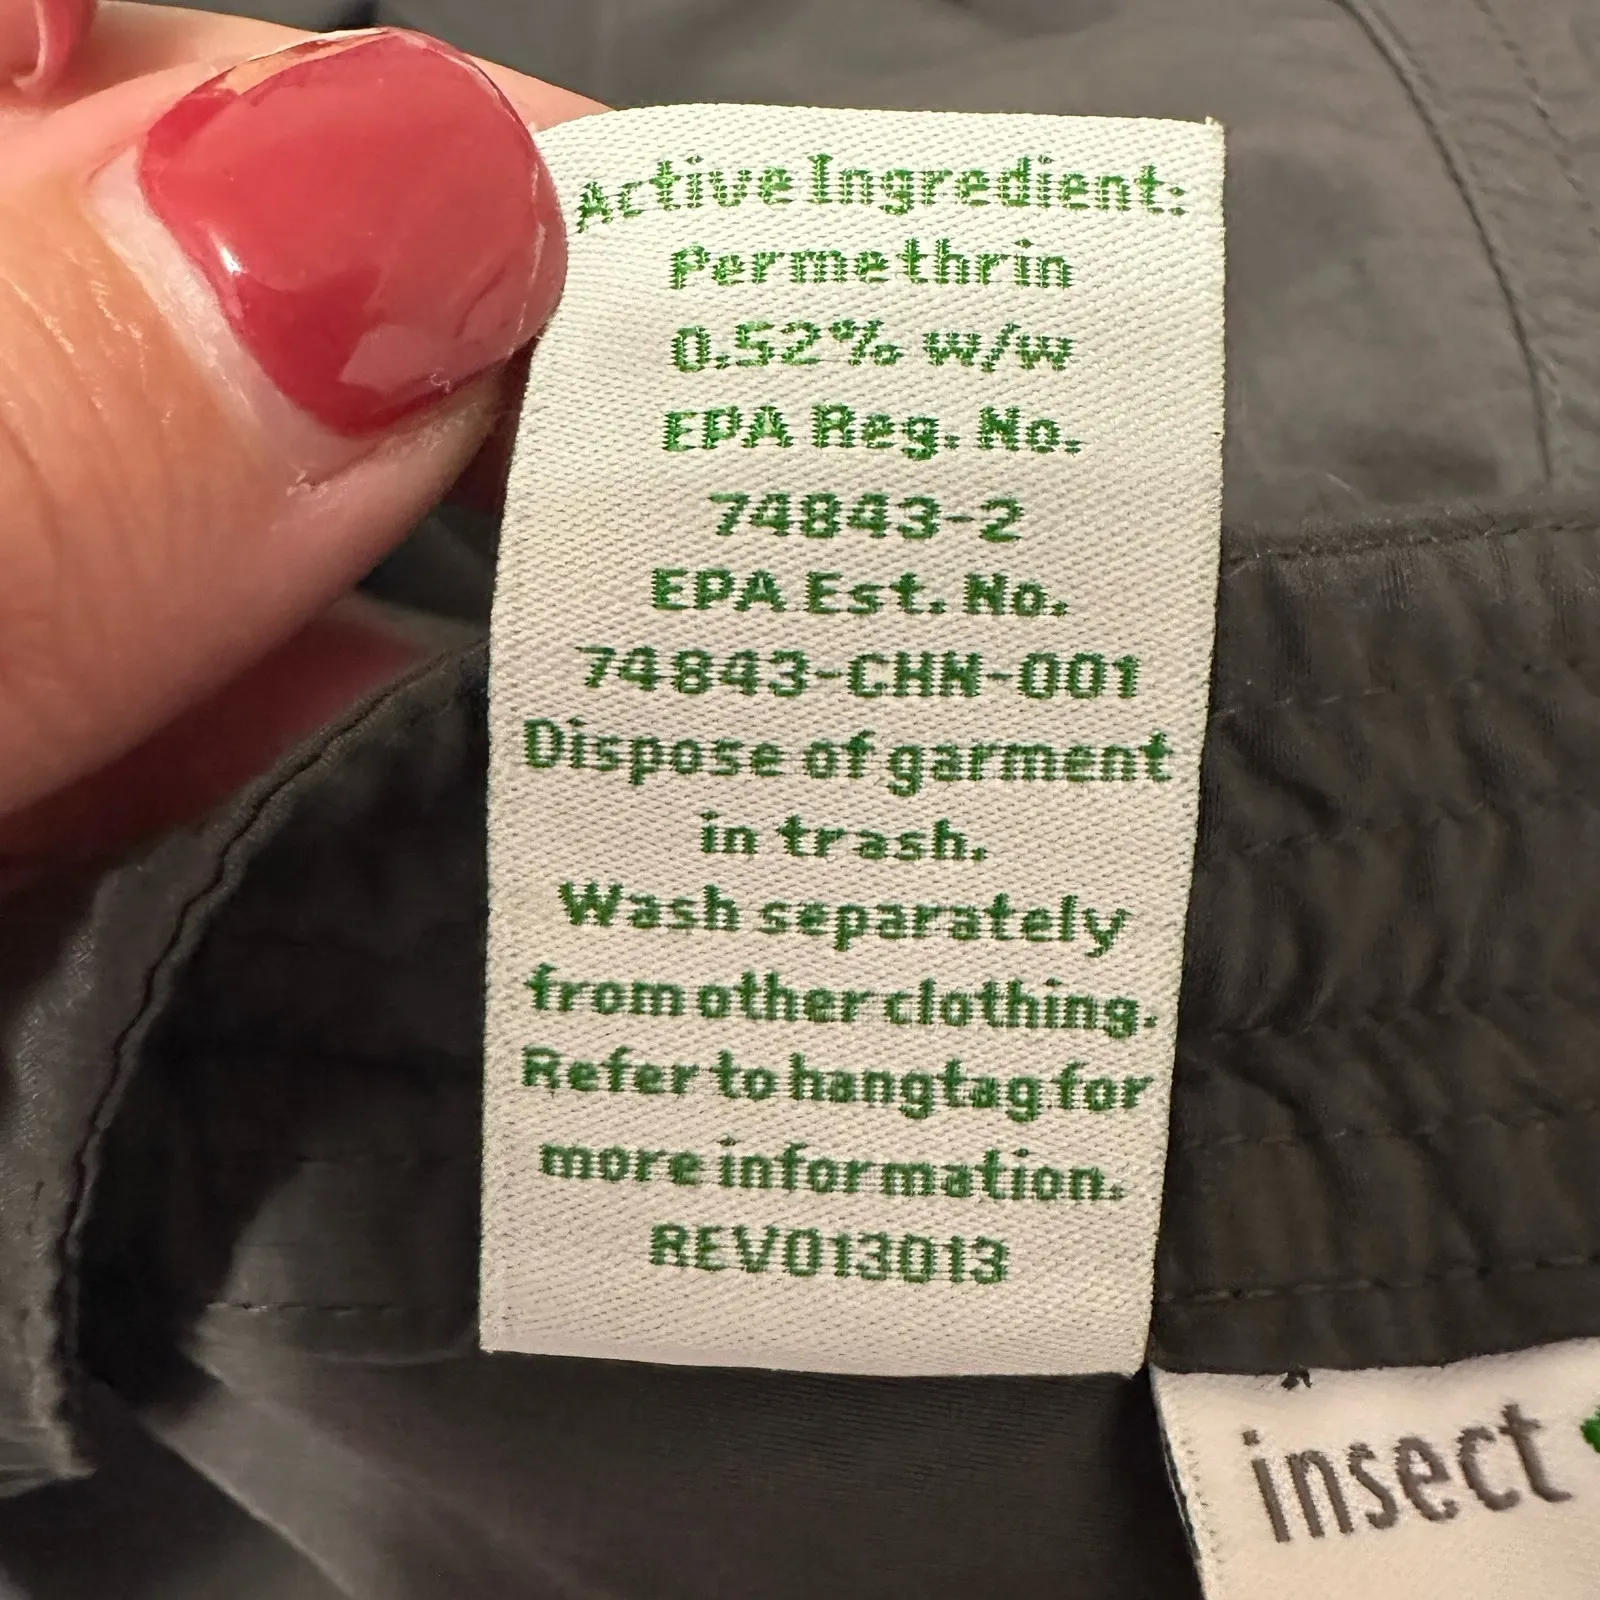 Active Ingredient:
Permethrin
0.52% w/w
EPA Reg. No.
74843-2
EPA Est. No.
74843-CHN-001
Dispose of garment
in trash.
Wash separately
from other clothing.
Refer to hangtag for
more information.
REV013013
insect